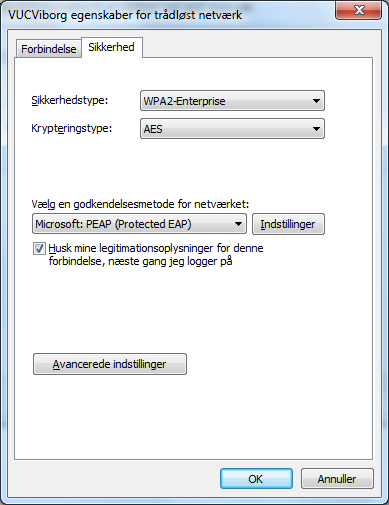 VUCViborg egenskaber for trådløst netværk
Forbindelse
Sikkerhed
Sikkerhedstype:
WPA2-Enterprise
Krypteringstype:
AES
Vælg en godkendelsesmetode for netværket:
Microsoft: PEAP (Protected EAP)
Indstillinger
Husk mine legitimationsoplysninger for denne
forbindelse, næste gang jeg logger på
Avancerede indstillinger
OK
Annuller